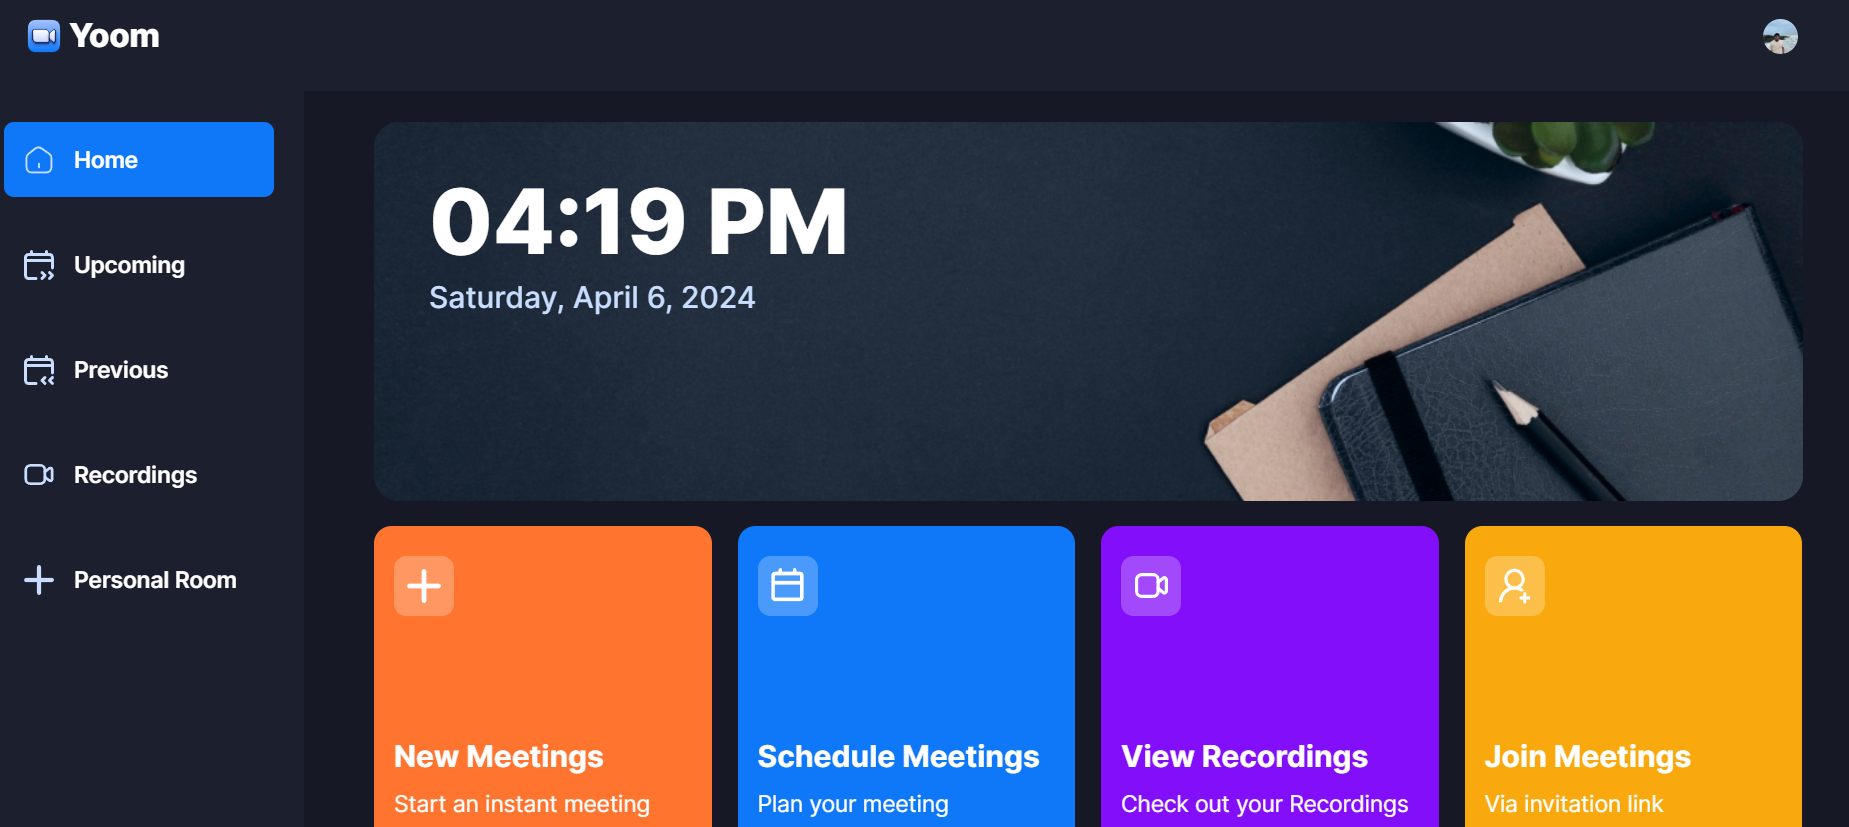 Yoom
Home
Upcoming
Previous
Recordings
Personal Room
04:19 PM
Saturday, April 6, 2024
New Meetings
Start an instant meeting
Schedule Meetings
Plan your meeting
View Recordings
Check out your Recordings
Join Meetings
Via invitation link